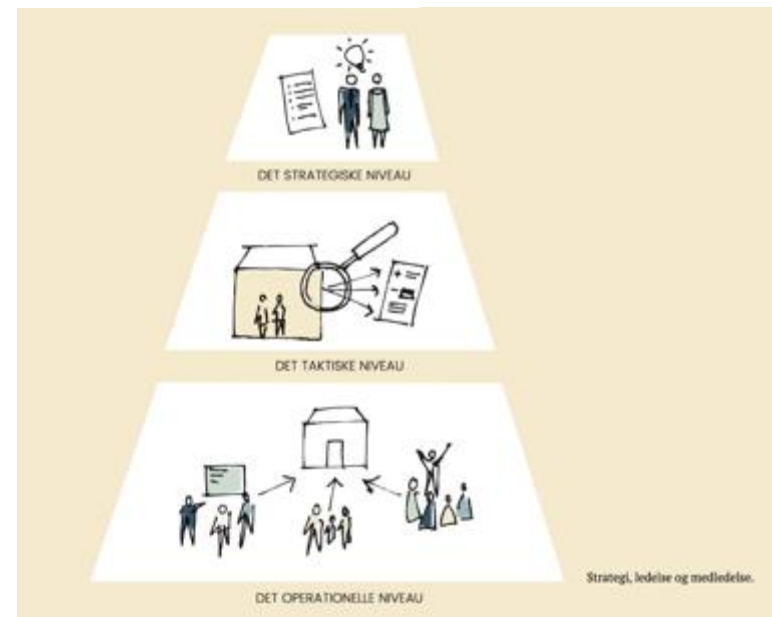 DET STRATEGISKE NIVEAU
DET TAKTISKE NIVEAU
Strategi, ledelse og medledelse.
DET OPERATIONELLE NIVEAU